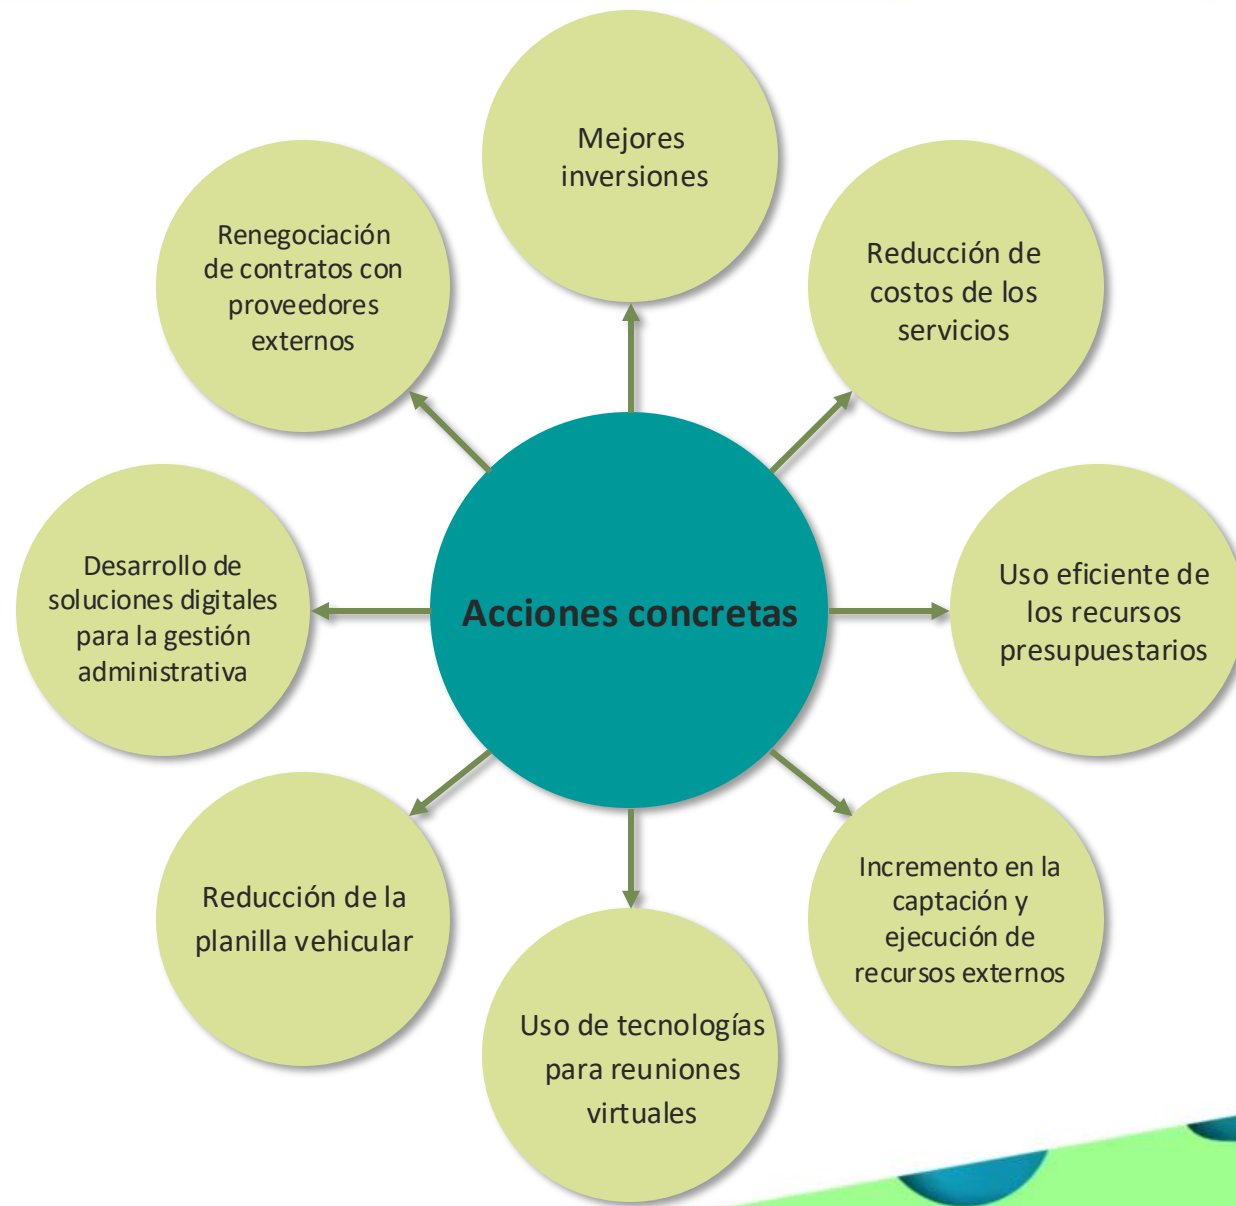 Mejores
inversiones
Reducción de
costos de los
servicios
Uso eficiente de
los recursos
presupuestarios
Incremento en la
captación y
ejecución de
recursos externos
Uso de tecnologías
para reuniones
virtuales
Reducción de la
planilla vehicular
Desarrollo de
soluciones digitales
para la gestión
administrativa
Renegociación
de contratos con
proveedores
externos
Acciones concretas